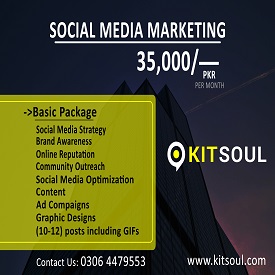 SOCIAL MEDIA MARKETING
35,000/—
PKR
PER MONTH
->Basic Package
Social Media Strategy
Brand Awareness
Online Reputation
Community Outreach
Social Media Optimization
Content
Ad Campaigns
Graphic Designs
(10-12) posts including GIFs
KITSOUL
Contact Us: 0306 4479553
www.kitsoul.com